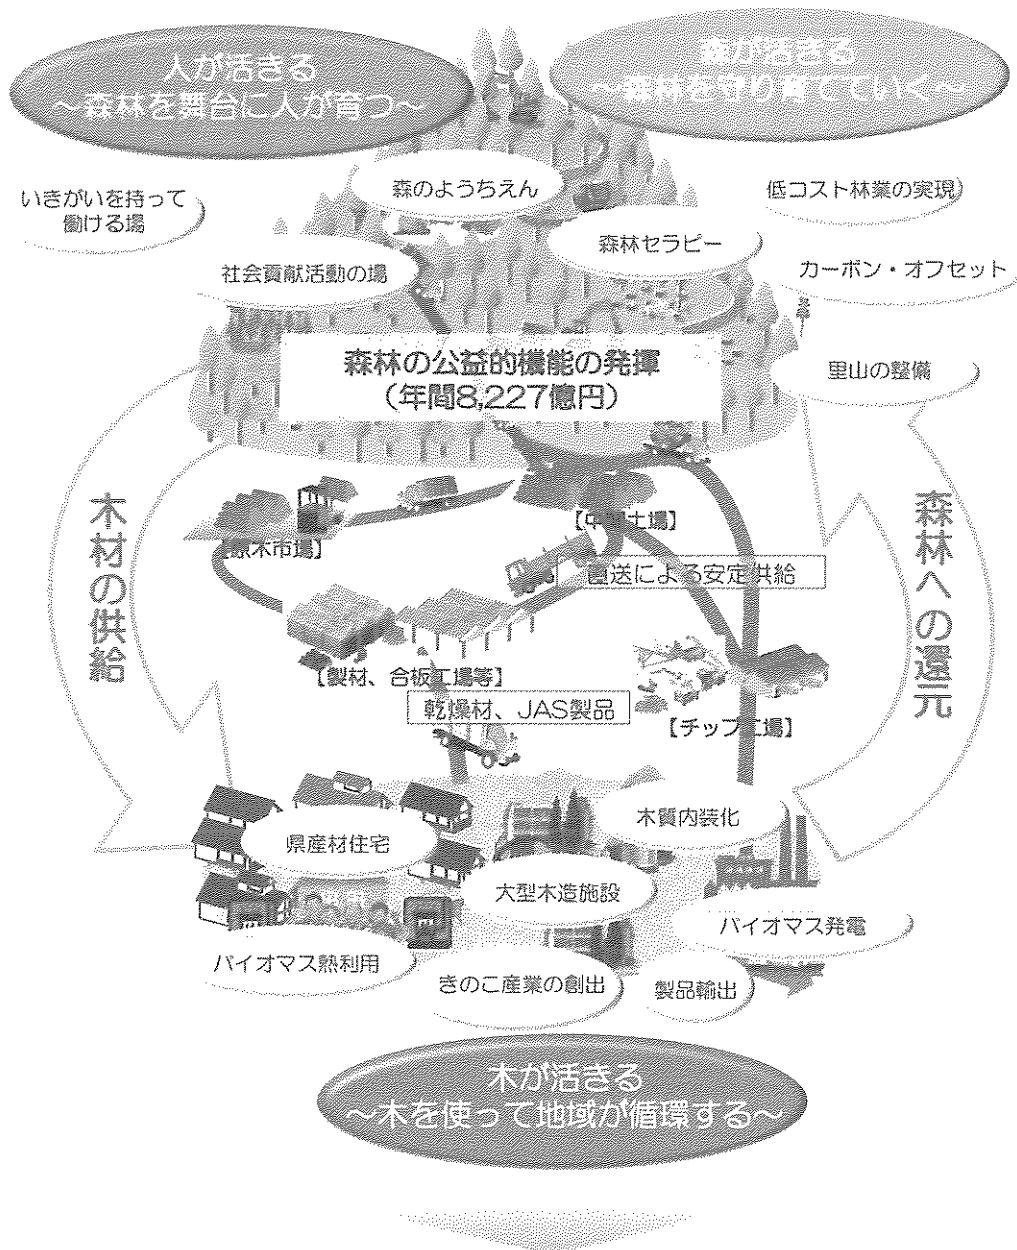 人が活きる
～森林を舞台に人が育つ～
森が活きる
～森林を守り育てていく～
森のようちえん
いきがいを持って
働ける場
低コスト林業の実現
森林セラピー
社会貢献活動の場
カーボン・オフセット
森林の公益的機能の発揮
（年間8,227億円）
里山の整備
木材の供給
森林への還元
【原木市場】
【中間土場】
直送による安定供給
【製材、合板工場等】
乾燥材、JAS製品
【チップ工場】
木質内装化
県産材住宅
大型木造施設
バイオマス発電
バイオマス熱利用
きのこ産業の創出
製品輸出
木が活きる
～木を使って地域が循環する～